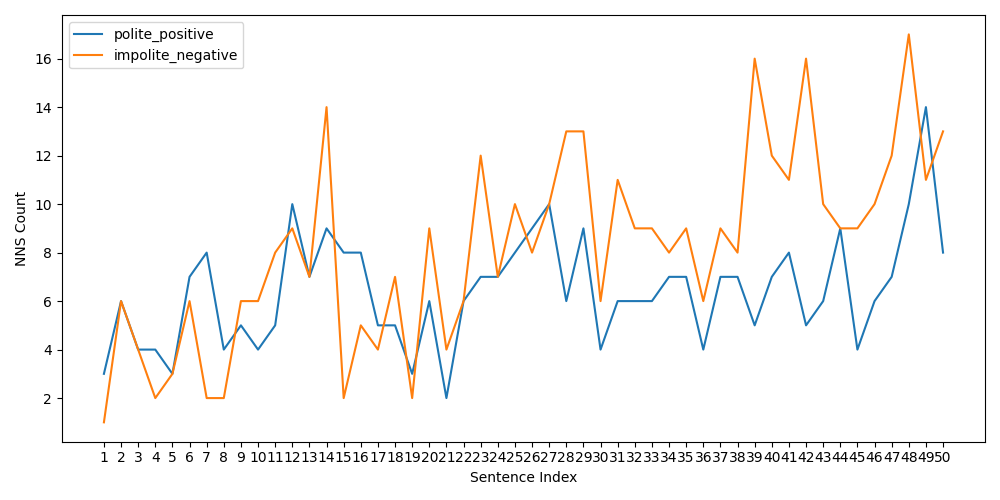 polite_positive
impolite_negative
16
14
12
10
8
6
4
2
NNS Count
1 2 3 4 5 6 7 8 9 10 11 12 13 14 15 16 17 18 19 20 21 22 23 24 25 26 27 28 29 30 31 32 33 34 35 36 37 38 39 40 41 42 43 44 45 46 47 48 49 50
Sentence Index